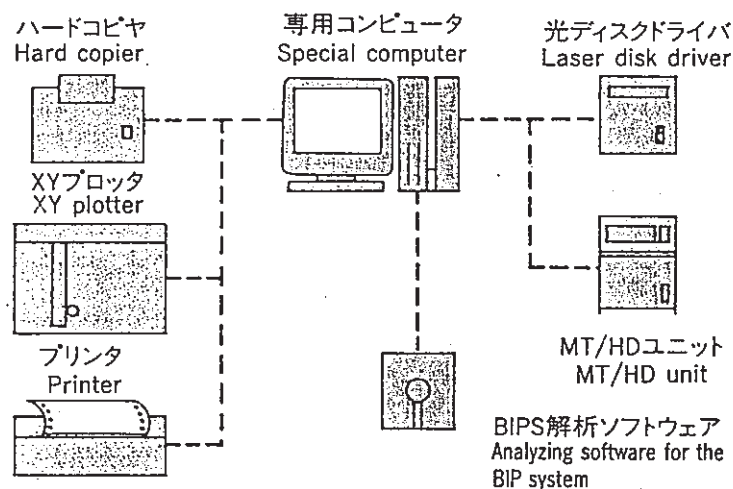 ハードコピヤ
Hard copier
専用コンピュータ
Special computer
光ディスクドライバ
Laser disk driver
XYプロッタ
XY plotter
プリンタ
Printer
MT/HDユニット
MT/HD unit
BIPS解析ソフトウェア
Analyzing software for the
BIP system